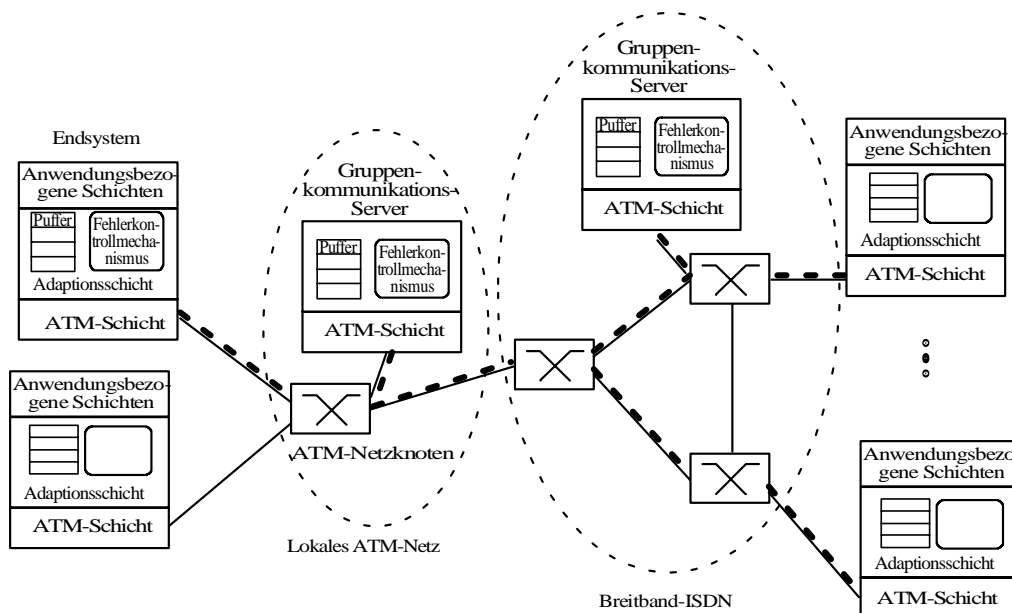 Endsystem
Anwendungsbezo-
gene Schichten
Puffer
Fehlerkon-
trollmecha-
nismus
Adaptionsschicht
ATM-Schicht
Anwendungsbezo-
gene Schichten
Adaptionsschicht
ATM-Schicht
Gruppen-
kommunikations-
Server
Puffer
Fehlerkon-
trollmecha-
nismus
ATM-Schicht
ATM-Netzknoten
Lokales ATM-Netz
Gruppen-
kommunikations-
Server
Puffer
Fehlerkon-
trollmecha-
nismus
ATM-Schicht
Breitband-ISDN
Anwendungsbezo-
gene Schichten
Adaptionsschicht
ATM-Schicht
Anwendungsbezo-
gene Schichten
Adaptionsschicht
ATM-Schicht